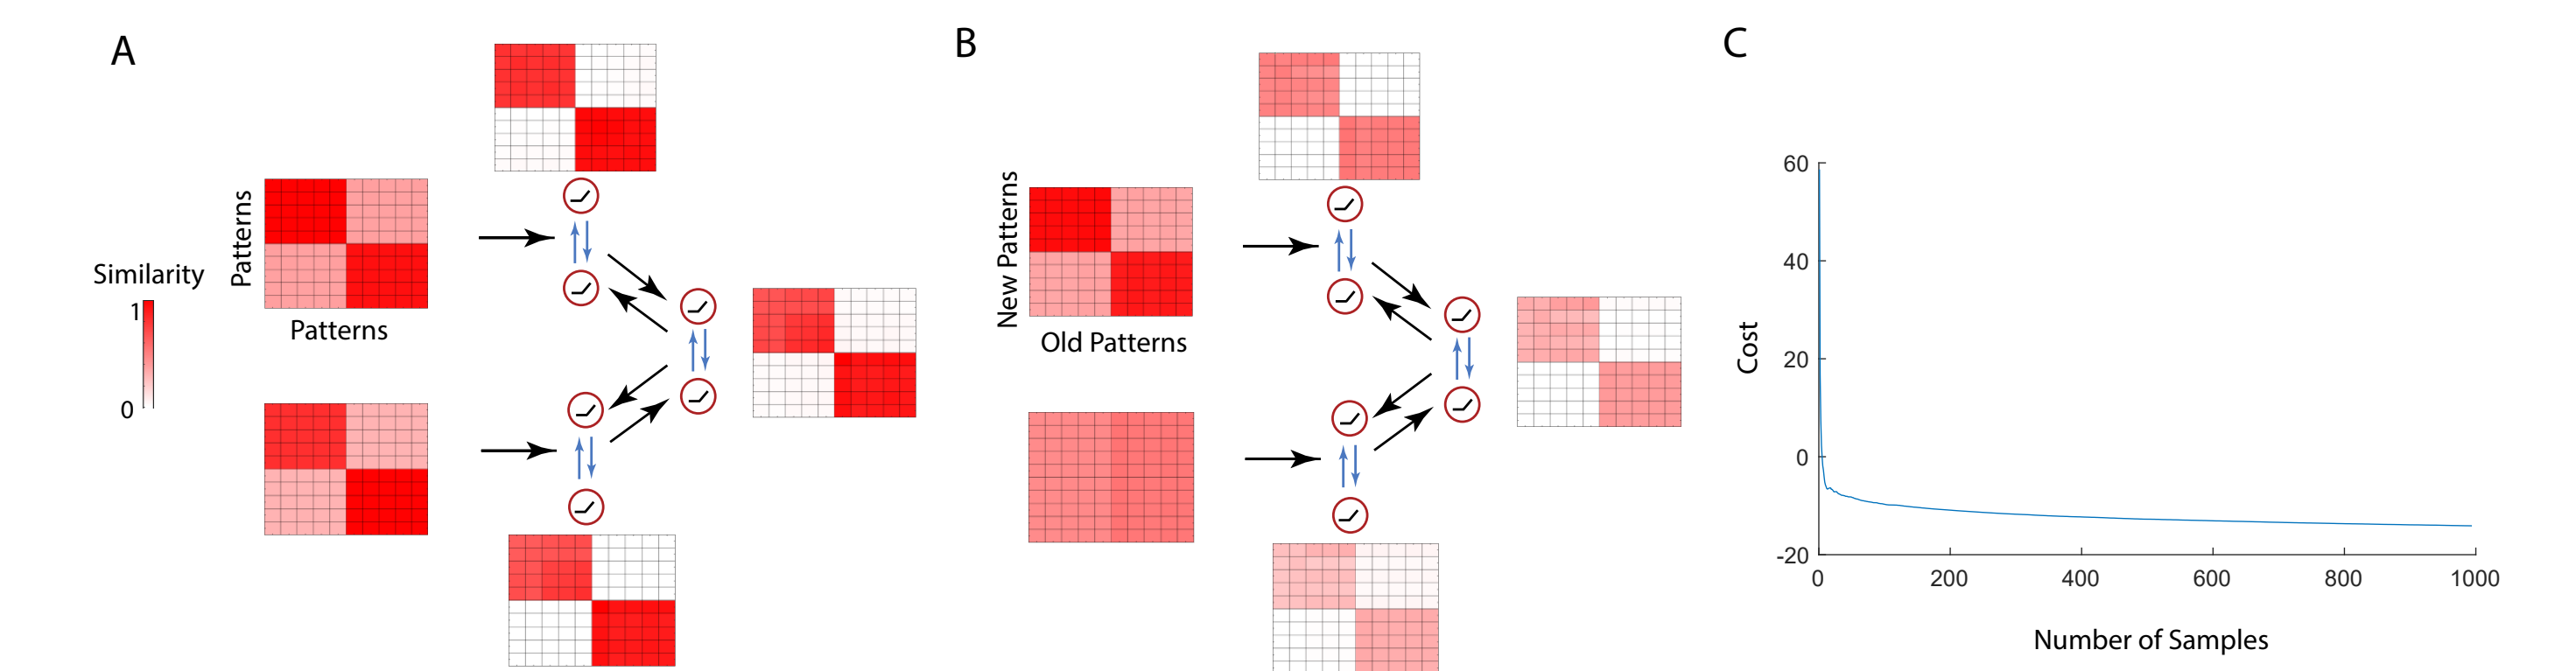 A
Similarity
1
0
Patterns
Patterns
B
New Patterns
Old Patterns
C
Cost
60
40
20
0
-20
0 200 400 600 800 1000
Number of Samples